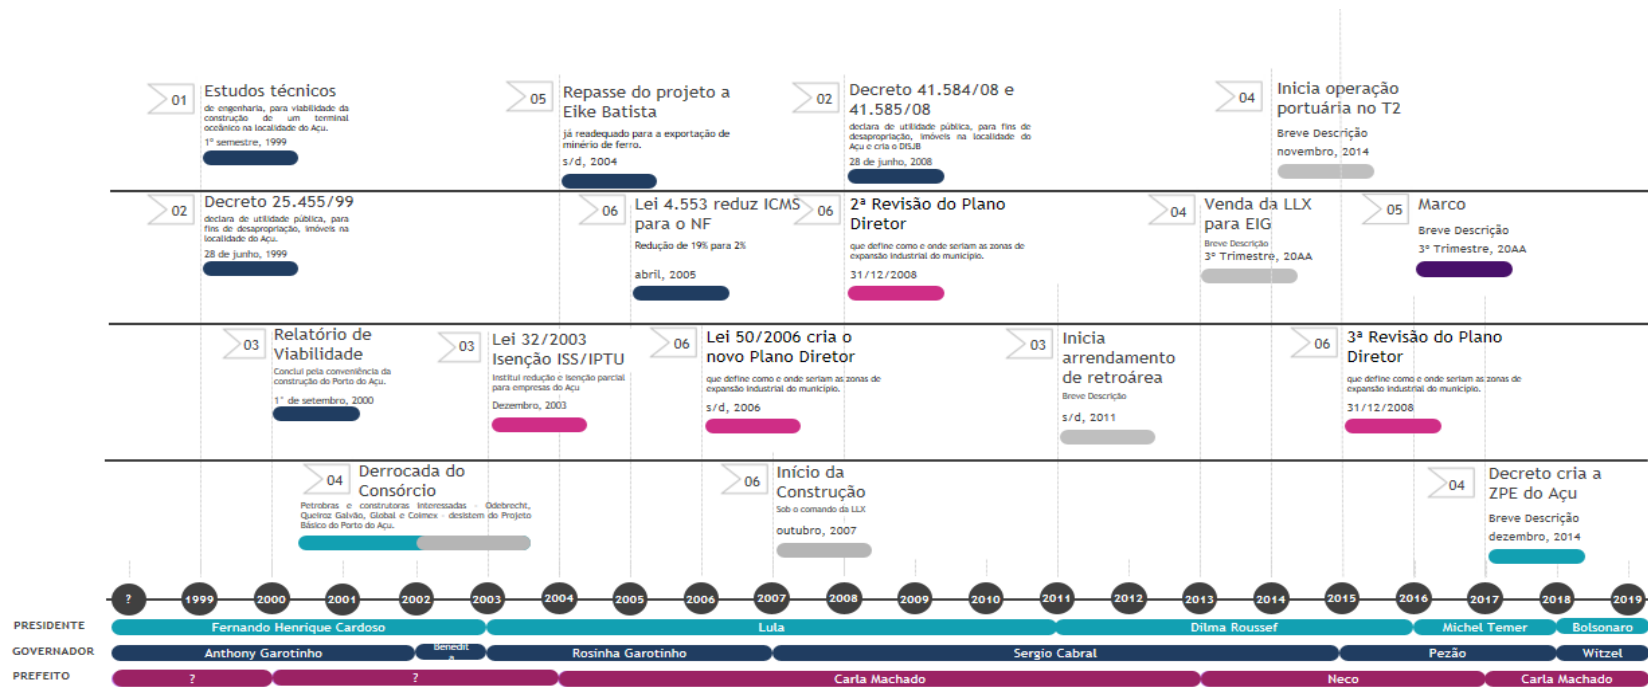 01
Estudos técnicos
de engenharia, para viabilidade da
construção de um terminal
oceânico na localidade do Açu.
1º semestre, 1999
05
Repasse do projeto a
Eike Batista
já readequado para a exportação de
minério de ferro.
s/d, 2004
02
Decreto 41.584/08 e
41.585/08
declara de utilidade pública, para fins de
desapropriação, imóveis na localidade do
Açu e cria o DISJB
28 de junho, 2008
04
Inicia operação
portuária no T2
Breve Descrição
novembro, 2014
02
Decreto 25.455/99
declara de utilidade pública, para
fins de desapropriação, imóveis na
localidade do Açu.
28 de junho, 1999
06
Lei 4.553 reduz ICMS
para o NF
Redução de 19% para 2%
abril, 2005
06
2ª Revisão do Plano
Diretor
que define como e onde seriam as zonas de
expansão industrial do município.
31/12/2008
04
Venda da LLX
para EIG
Breve Descrição
3º Trimestre, 20AA
05
Marco
Breve Descrição
3º Trimestre, 20AA
03
Relatório de
Viabilidade
Conclui pela conveniência da
construção do Porto do Açu.
1° de setembro, 2000
03
Lei 32/2003
Isenção ISS/IPTU
Institui redução e isenção parcial
para empresas do Açu
Dezembro, 2003
06
Lei 50/2006 cria o
novo Plano Diretor
que define como e onde seriam as zonas de
expansão industrial do município.
s/d, 2006
03
Inicia
arrendamento
de retroárea
Breve Descrição
s/d, 2011
06
3ª Revisão do Plano
Diretor
que define como e onde seriam as zonas de
expansão industrial do município.
31/12/2008
04
Derrocada do
Consórcio
Petrobras e construtoras interessadas - Odebrecht,
Queiroz Galvão, Global e Coimex - desistem do Projeto
Básico do Porto do Açu.
06
Início da
Construção
Sob o comando da LLX
outubro, 2007
04
Decreto cria a
ZPE do Açu
Breve Descrição
dezembro, 2014
? 1999 2000 2001 2002 2003 2004 2005 2006 2007 2008 2009 2010 2011 2012 2013 2014 2015 2016 2017 2018 2019
PRESIDENTE Fernando Henrique Cardoso Lula Dilma Roussef Michel Temer Bolsonaro
GOVERNADOR Anthony Garotinho Benedit
a Rosinha Garotinho Sergio Cabral Pezão Witzel
PREFEITO ? ? Carla Machado Neco Carla Machado